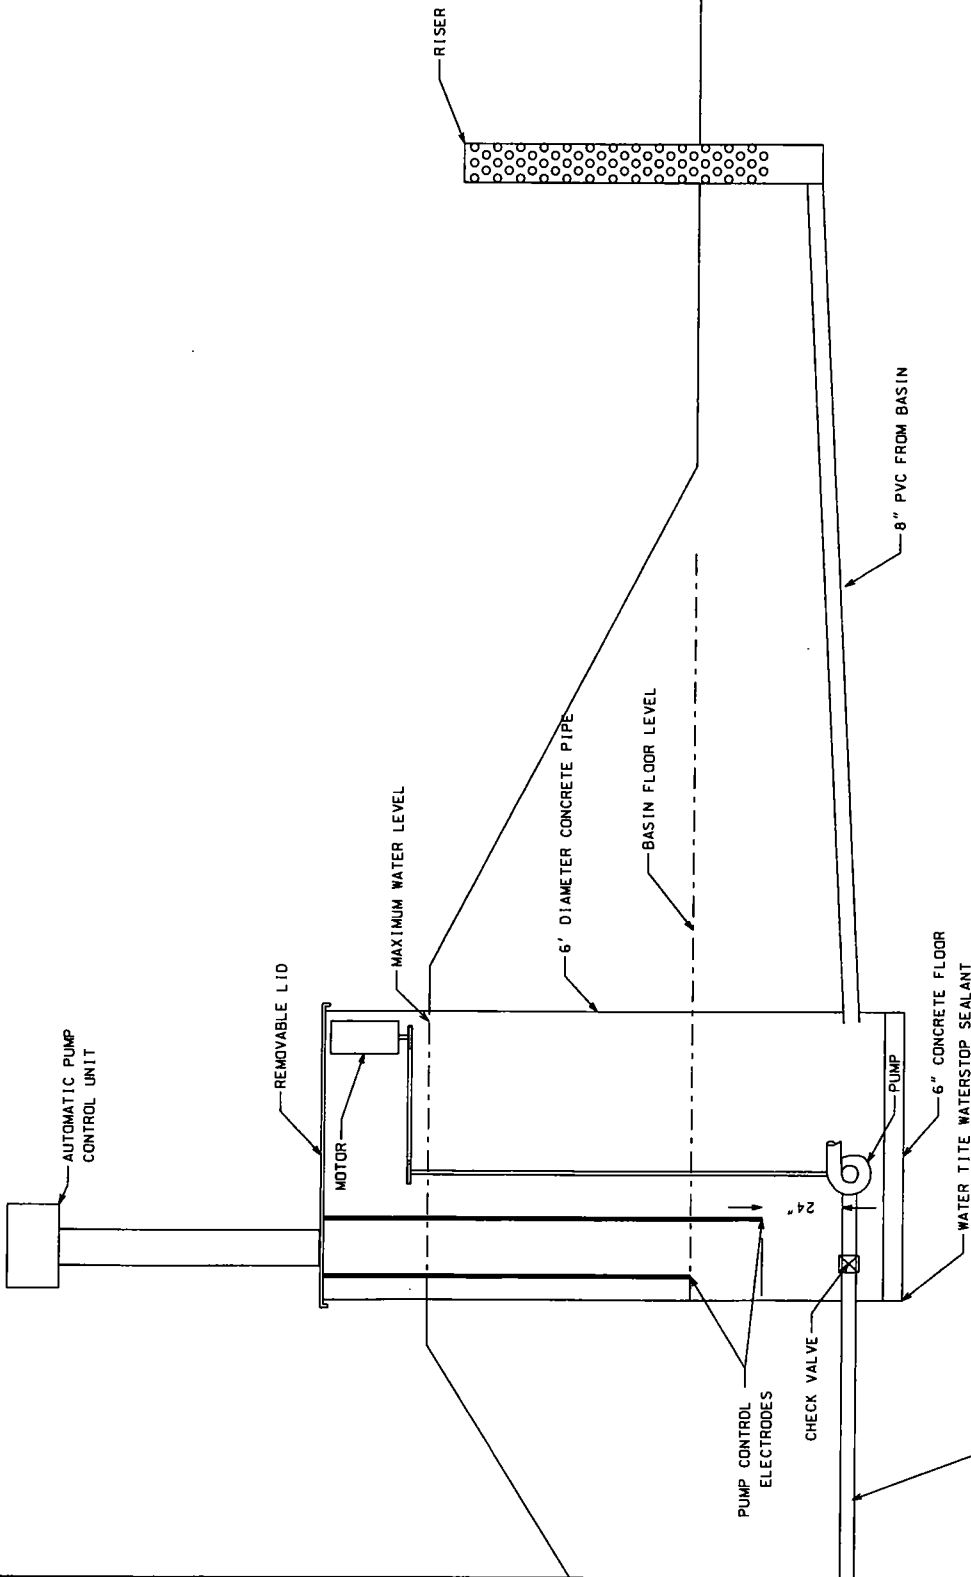 RISER
AUTOMATIC PUMP
CONTROL UNIT
REMOVABLE LID
MOTOR
MAXIMUM WATER LEVEL
6' DIAMETER CONCRETE PIPE
BASIN FLOOR LEVEL
8" PVC FROM BASIN
PUMP CONTROL
ELECTRODES
24"
CHECK VALVE
PUMP
6" CONCRETE FLOOR
WATER TITE WATERSTOP SEALANT